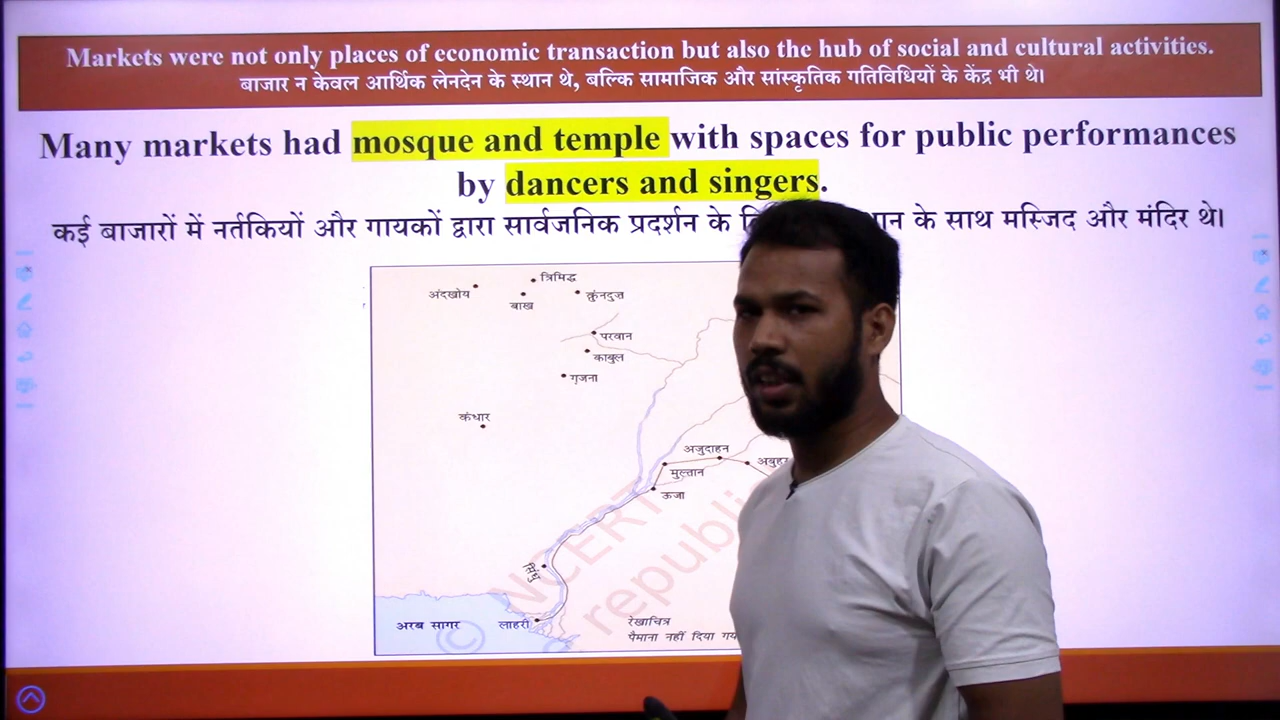 Markets were not only places of economic transaction but also the hub of social and cultural activities.
बाजार न केवल आर्थिक लेनदेन के स्थान थे, बल्कि सामाजिक और सांस्कृतिक गतिविधियों के केंद्र भी थे।
Many markets had mosque and temple with spaces for public performances
by dancers and singers.
कई बाजारों में नर्तकियों और गायकों द्वारा सार्वजनिक प्रदर्शन के के साथ मस्जिद और मंदिर थे।
त्रिमिद्ध
अंदखोय
बाख
कुंनदुज़
परवान
काबुल
गज़ना
कंधार
अजुदाहन
अबुहर
मुल्तान
ऊजा
सिंधु
अरब सागर
लाहरी
रेखाचित्र
पैमाना नहीं दिया
© NCERT
republi